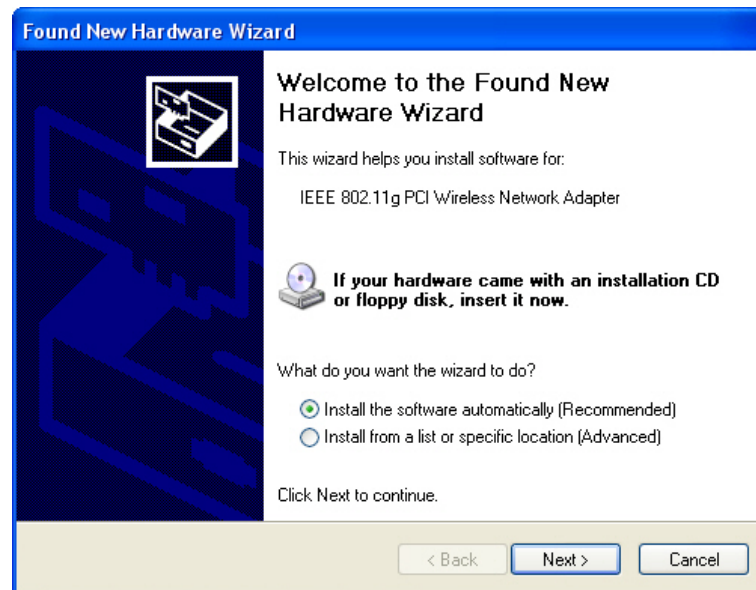 Found New Hardware Wizard
Welcome to the Found New
Hardware Wizard
This wizard helps you install software for:
IEEE 802.11g PCI Wireless Network Adapter
If your hardware came with an installation CD
or floppy disk, insert it now.
What do you want the wizard to do?
Install the software automatically (Recommended)
Install from a list or specific location (Advanced)
Click Next to continue.
< Back Next > Cancel